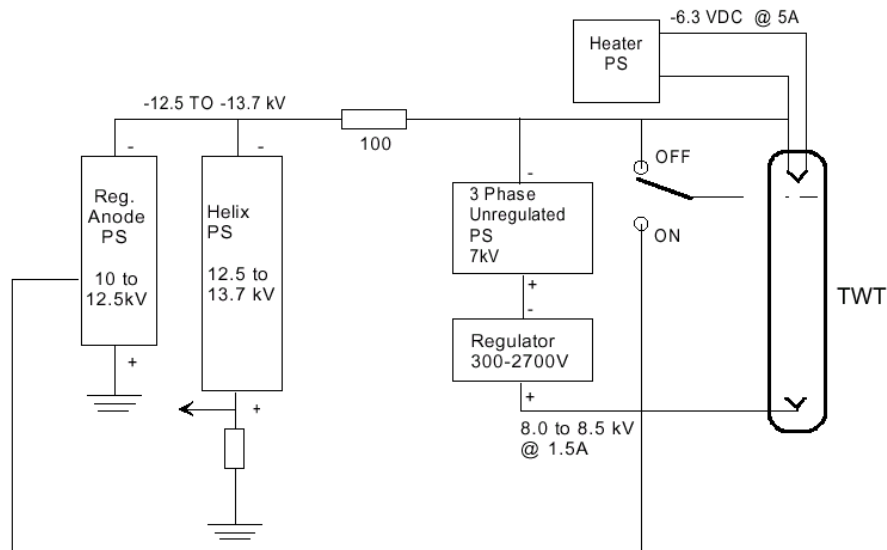 -6.3 VDC @ 5A
Heater
PS
-12.5 TO -13.7 kV
100
-
-
-
OFF
Reg.
Anode
PS
10 to
12.5kV
Helix
PS
12.5 to
13.7 kV
3 Phase
Unregulated
PS
7kV
ON
+
-
TWT
Regulator
300-2700V
+
+
+
8.0 to 8.5 kV
@ 1.5A